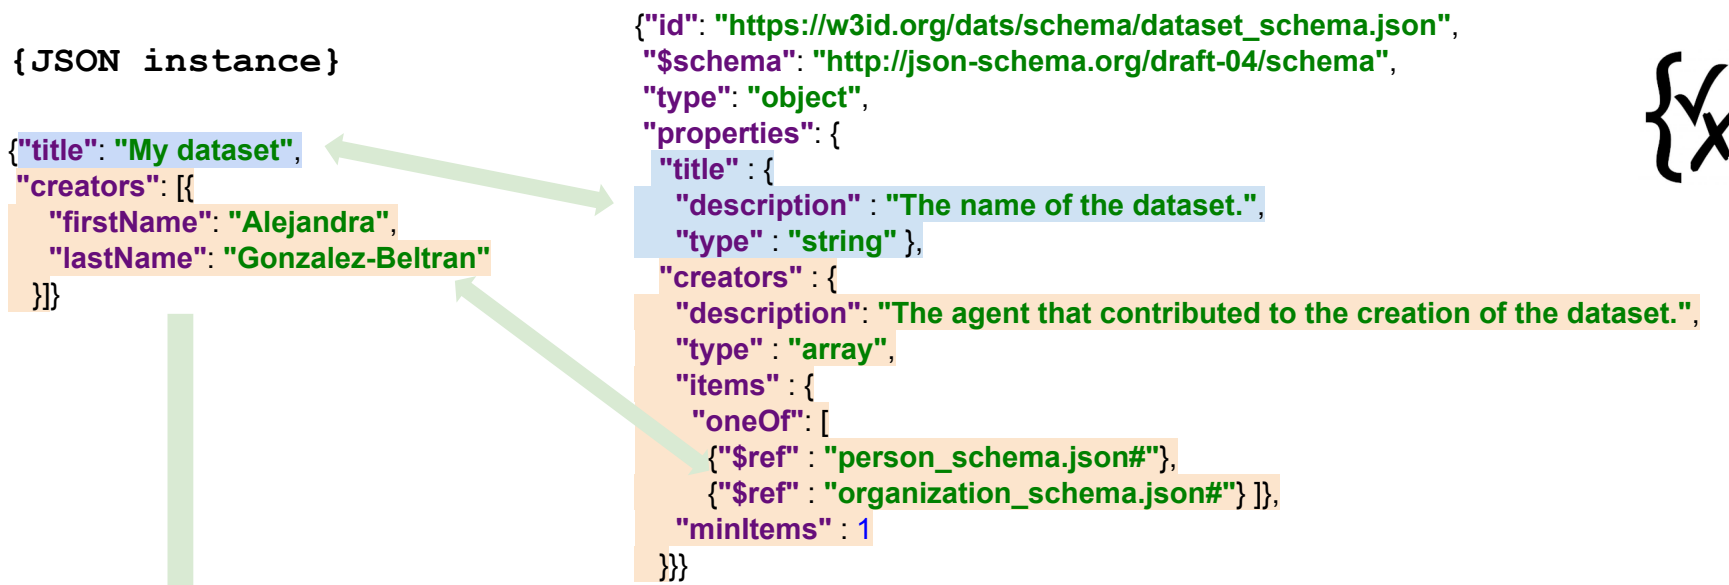 {JSON instance}
{"title": "My dataset",
"creators": [{
"firstName": "Alejandra",
"lastName": "Gonzalez-Beltran"
}]}
{"id": "https://w3id.org/dats/schema/dataset_schema.json",
"$schema": "http://json-schema.org/draft-04/schema",
"type": "object",
"properties": {
"title" : {
"description" : "The name of the dataset.",
"type" : "string" },
"creators" : {
"description": "The agent that contributed to the creation of the dataset.",
"type" : "array",
"items" : {
"oneOf": [
{"$ref" : "person_schema.json#"},
{"$ref" : "organization_schema.json#"} ]},
"minItems" : 1
}}}